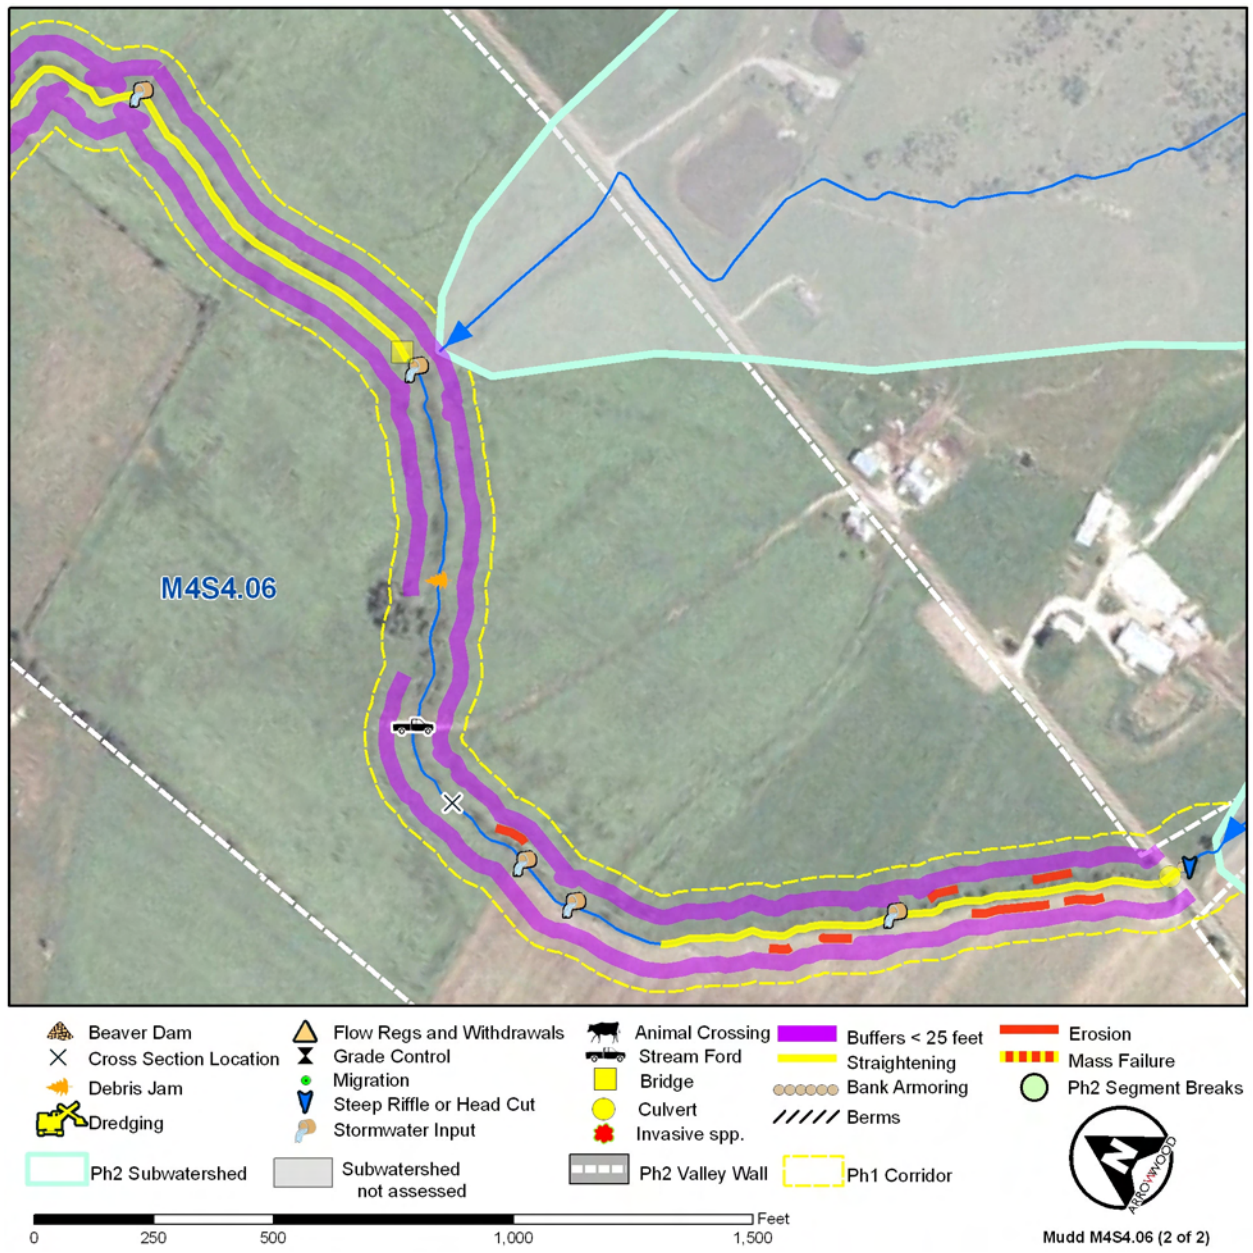 M4S4.06
Beaver Dam
Cross Section Location
Debris Jam
Dredging
Flow Regs and Withdrawals
Grade Control
Migration
Steep Riffle or Head Cut
Stormwater Input
Animal Crossing
Stream Ford
Bridge
Culvert
Invasive spp.
Buffers < 25 feet
Straightening
Bank Armoring
Berms
Erosion
Mass Failure
Ph2 Segment Breaks
Ph2 Subwatershed
Subwatershed
not assessed
Ph2 Valley Wall
Ph1 Corridor
N
ARROWWOOD
Feet
0 250 500 1,000 1,500
Mudd M4S4.06 (2 of 2)